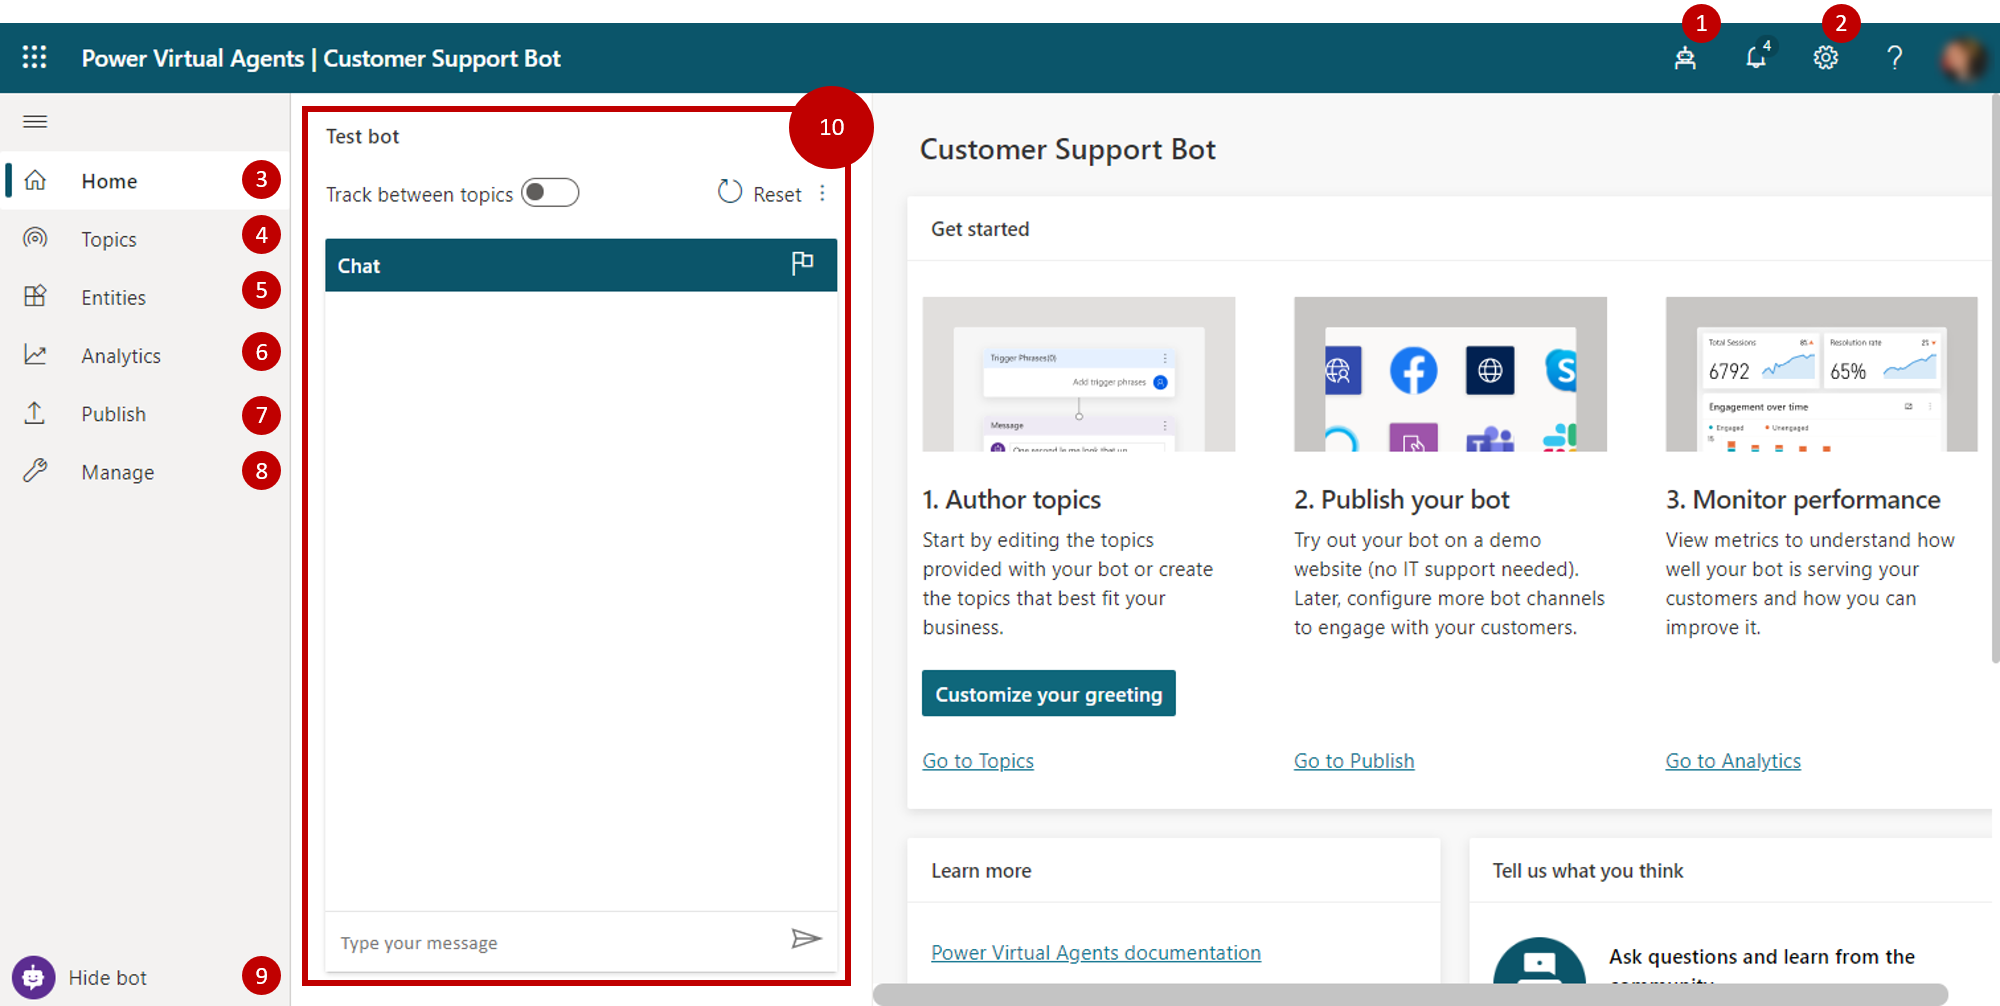 1
2
Power Virtual Agents | Customer Support Bot
4
?
10
Home
3
Topics
4
Entities
5
Analytics
6
Publish
7
Manage
8
Hide bot
9
Test bot
Track between topics
Reset
Chat
Type your message
Customer Support Bot
Get started
Trigger Phrases(0)
Add trigger phrases
Message
One second le me look that up
Total Sessions
6792
Resolution rate
65%
Engagement over time
Engaged
Unengaged
1. Author topics
Start by editing the topics
provided with your bot or create
the topics that best fit your
business.
Customize your greeting
Go to Topics
2. Publish your bot
Try out your bot on a demo
website (no IT support needed).
Later, configure more bot channels
to engage with your customers.
Go to Publish
3. Monitor performance
View metrics to understand how
well your bot is serving your
customers and how you can
improve it.
Go to Analytics
Learn more
Power Virtual Agents documentation
Tell us what you think
Ask questions and learn from the
community